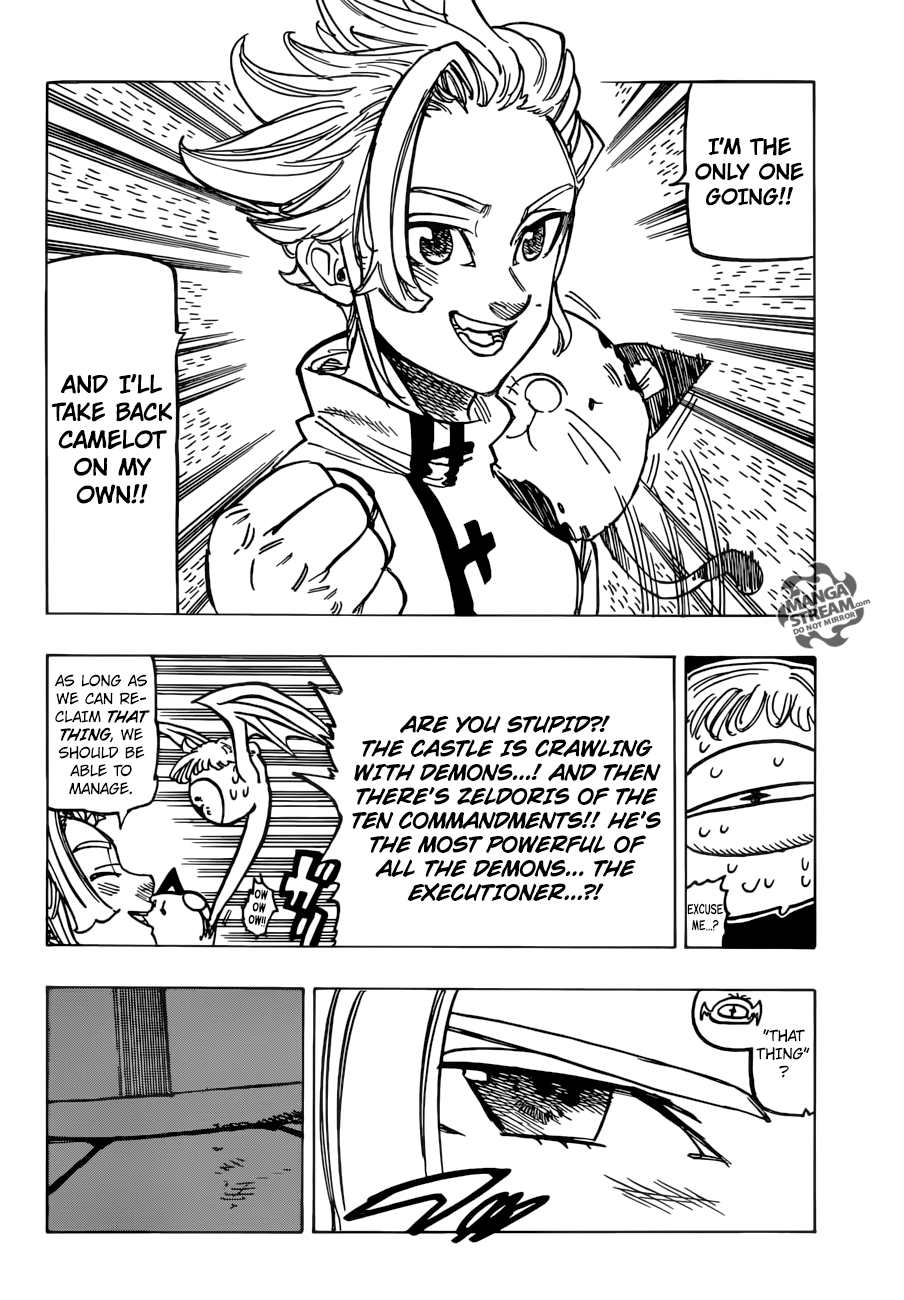 I'M THE
ONLY ONE
GOING!!
AND I'LL
TAKE BACK
CAMELOT
ON MY
OWN!!
MANGA
STREAM.com
DO NOT MIRROR
EXCUSE
ME...?
ARE YOU STUPID?!
THE CASTLE IS CRAWLING
WITH DEMONS...! AND THEN
THERE'S ZELDORIS OF THE
TEN COMMANDMENTS!! HE'S
THE MOST POWERFUL OF
ALL THE DEMONS... THE
EXECUTIONER...?!
OW
OW
OW!!
AS LONG AS
WE CAN RE-
CLAIM THAT
THING, WE
SHOULD BE
ABLE TO
MANAGE.
"THAT
THING"
?